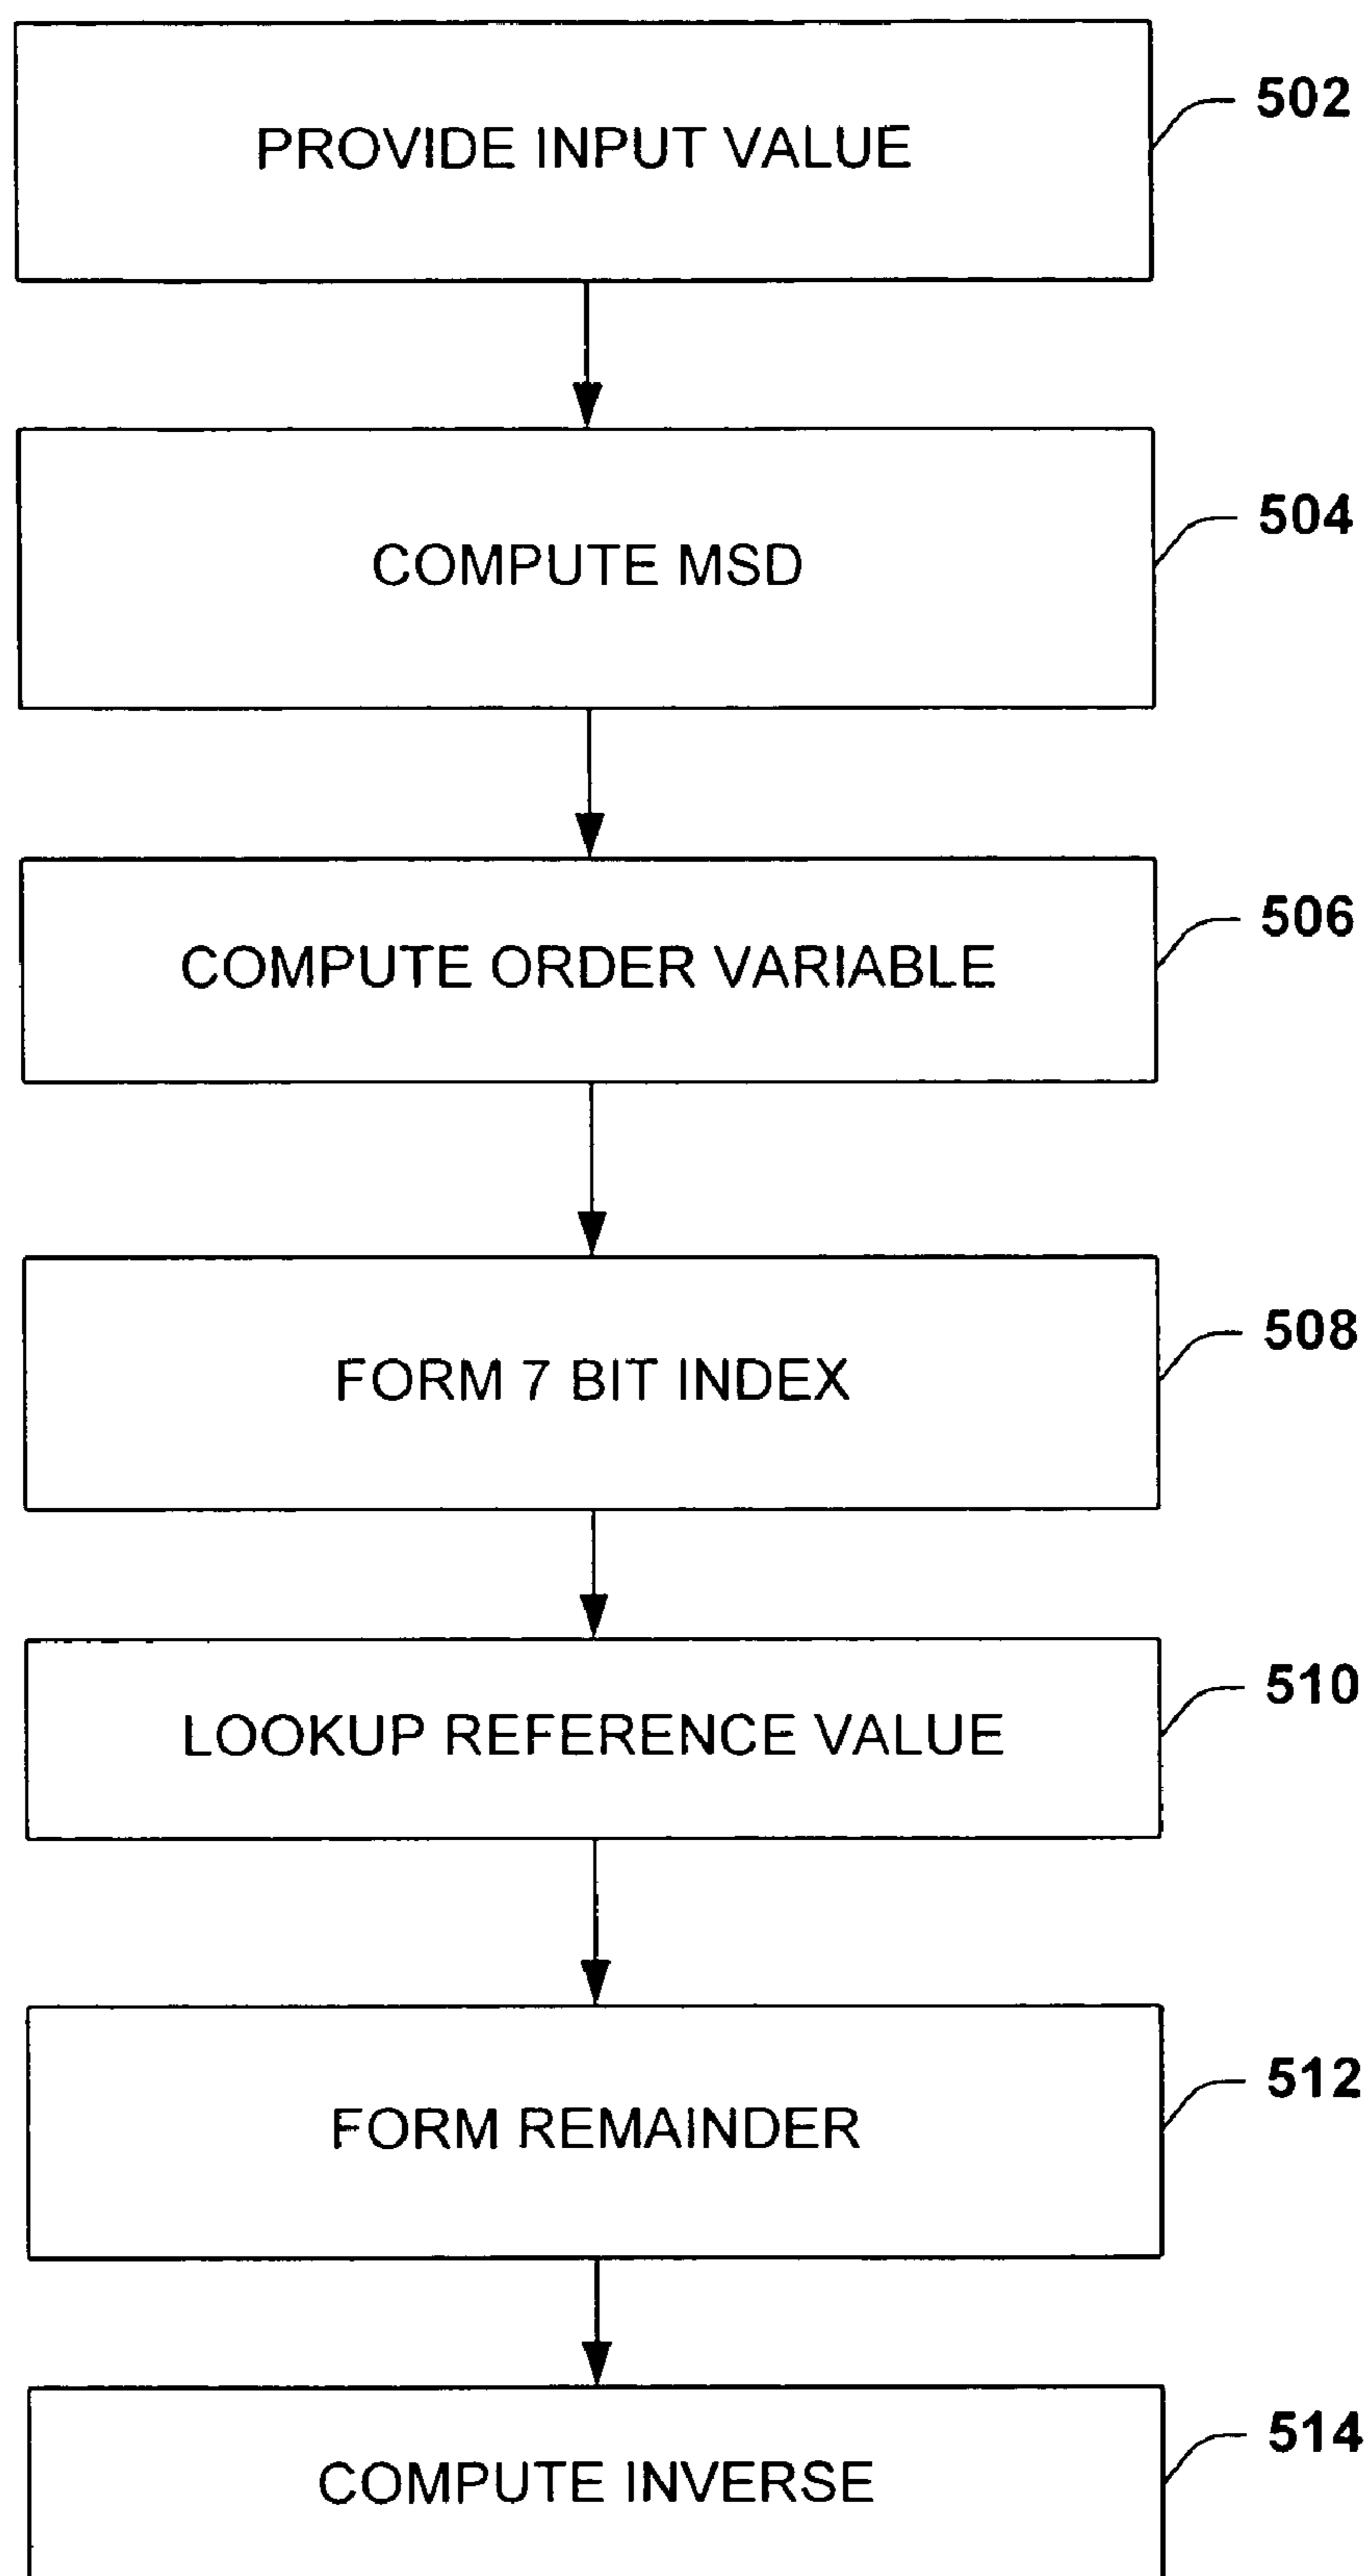 PROVIDE INPUT VALUE
502
COMPUTE MSD
504
COMPUTE ORDER VARIABLE
506
FORM 7 BIT INDEX
508
LOOKUP REFERENCE VALUE
510
FORM REMAINDER
512
COMPUTE INVERSE
514